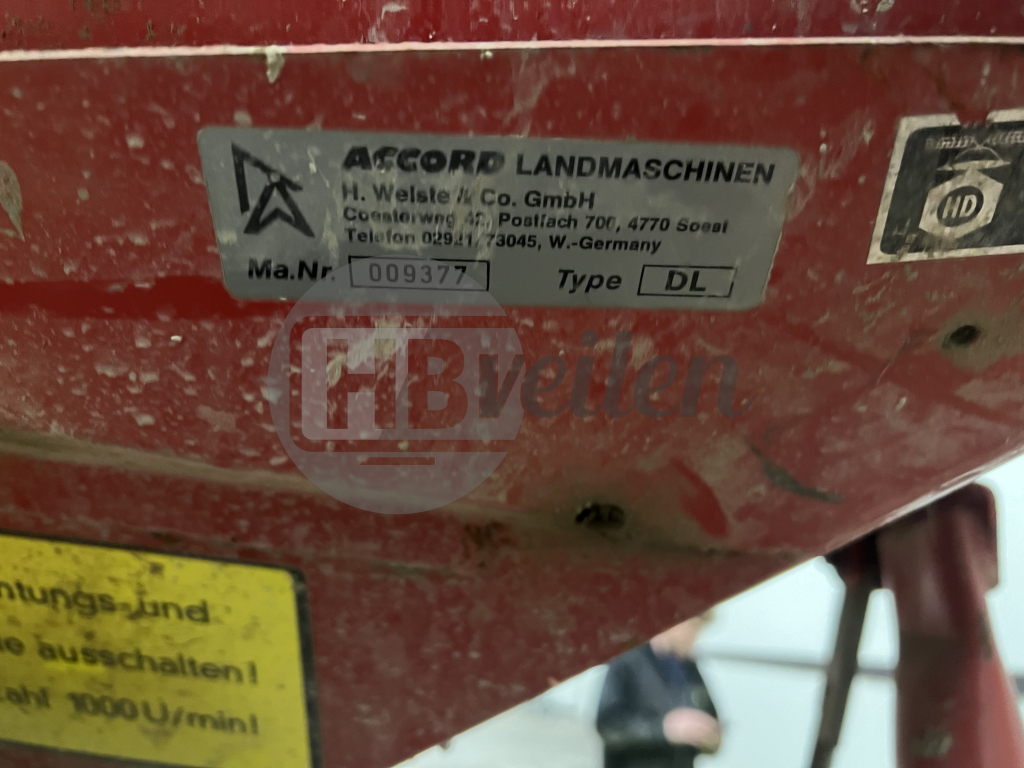 ACCORD LANDMASCHINEN
H. Weiste & Co. GmbH
Coesterweg 42, Postfach 700, 4770 Soest
Telefon 02921/73045, W.-Germany
Ma.Nr. 009377 Type DL
HD
HBveilen
und
ausschalten!
1000 U/min!